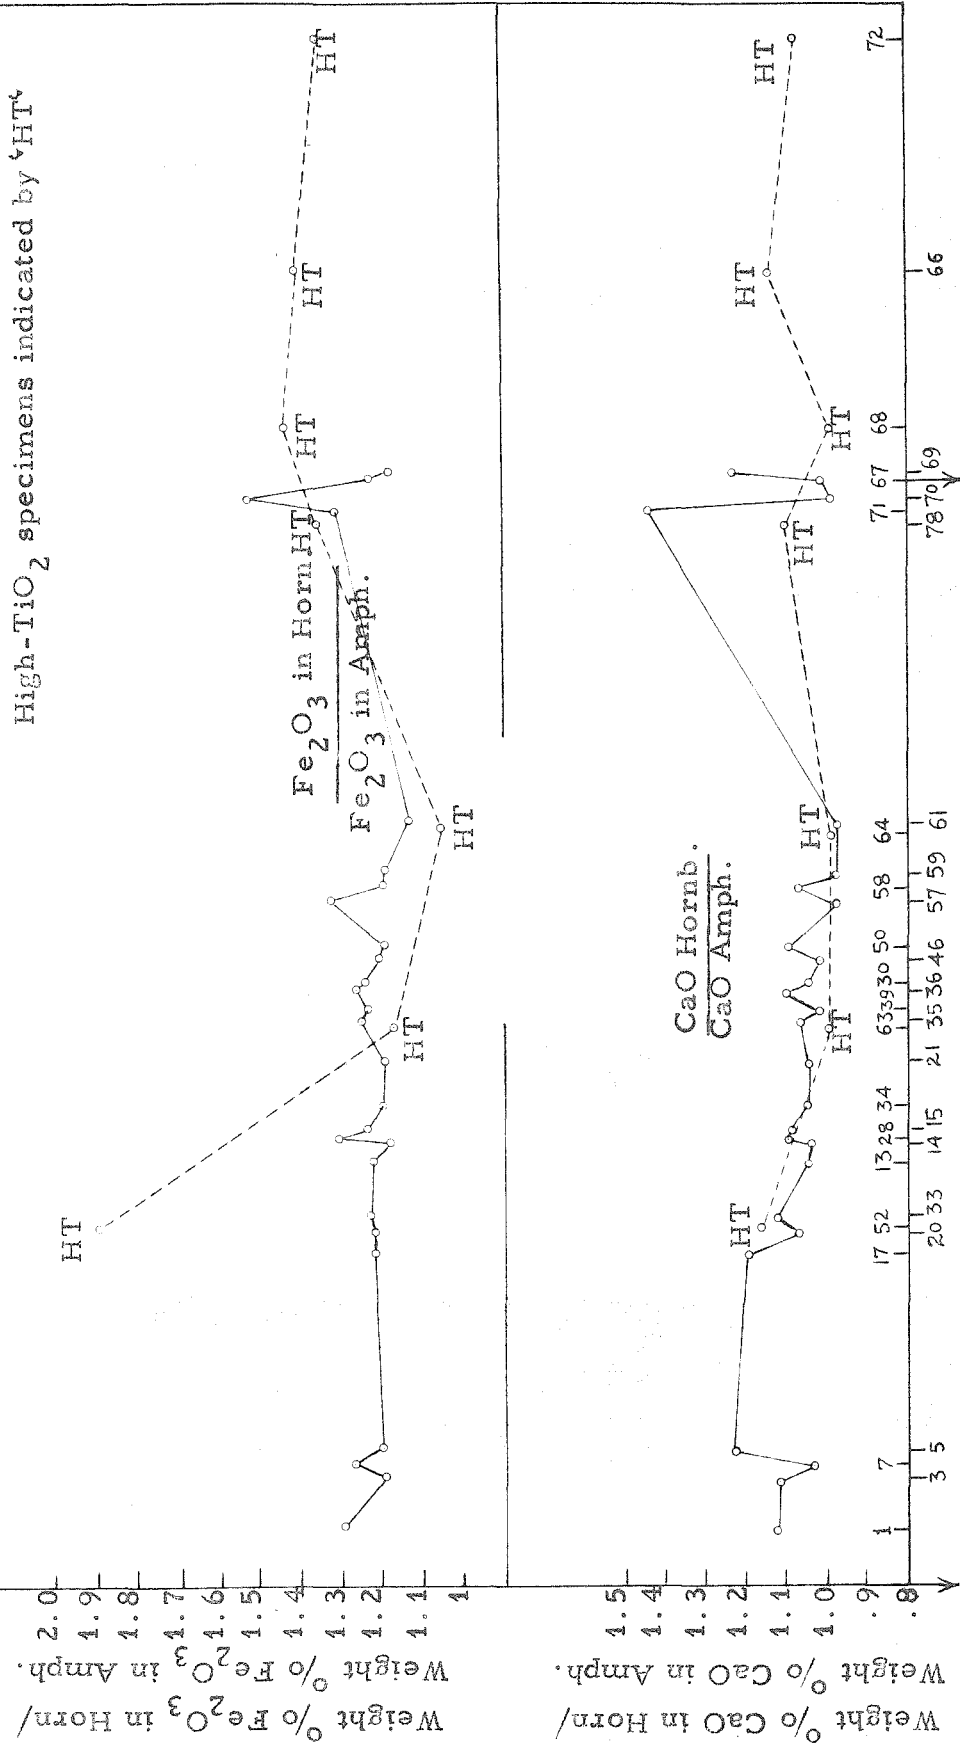 High-TiO2 specimens indicated by 'HT'
Weight % Fe2O3 in Horn/
Weight % Fe2O3 in Amph.
2.0
1.9
1.8
1.7
1.6
1.5
1.4
1.3
1.2
1.1
1
HT
HT
HT
HT
HT
HT
HT
Fe2O3 in Horn
Fe2O3 in Amph.
Weight % CaO in Horn/
Weight % CaO in Amph.
1.5
1.4
1.2
1.1
1.0
.9
.8
HT
HT
HT
HT
HT
HT
HT
CaO Hornb.
CaO Amph.
1 7 17 52 13 28 34 63 39 30 50 58 64 71 67 68 72
3 5 20 33 14 15 21 35 36 46 57 59 61 78 70 69 66